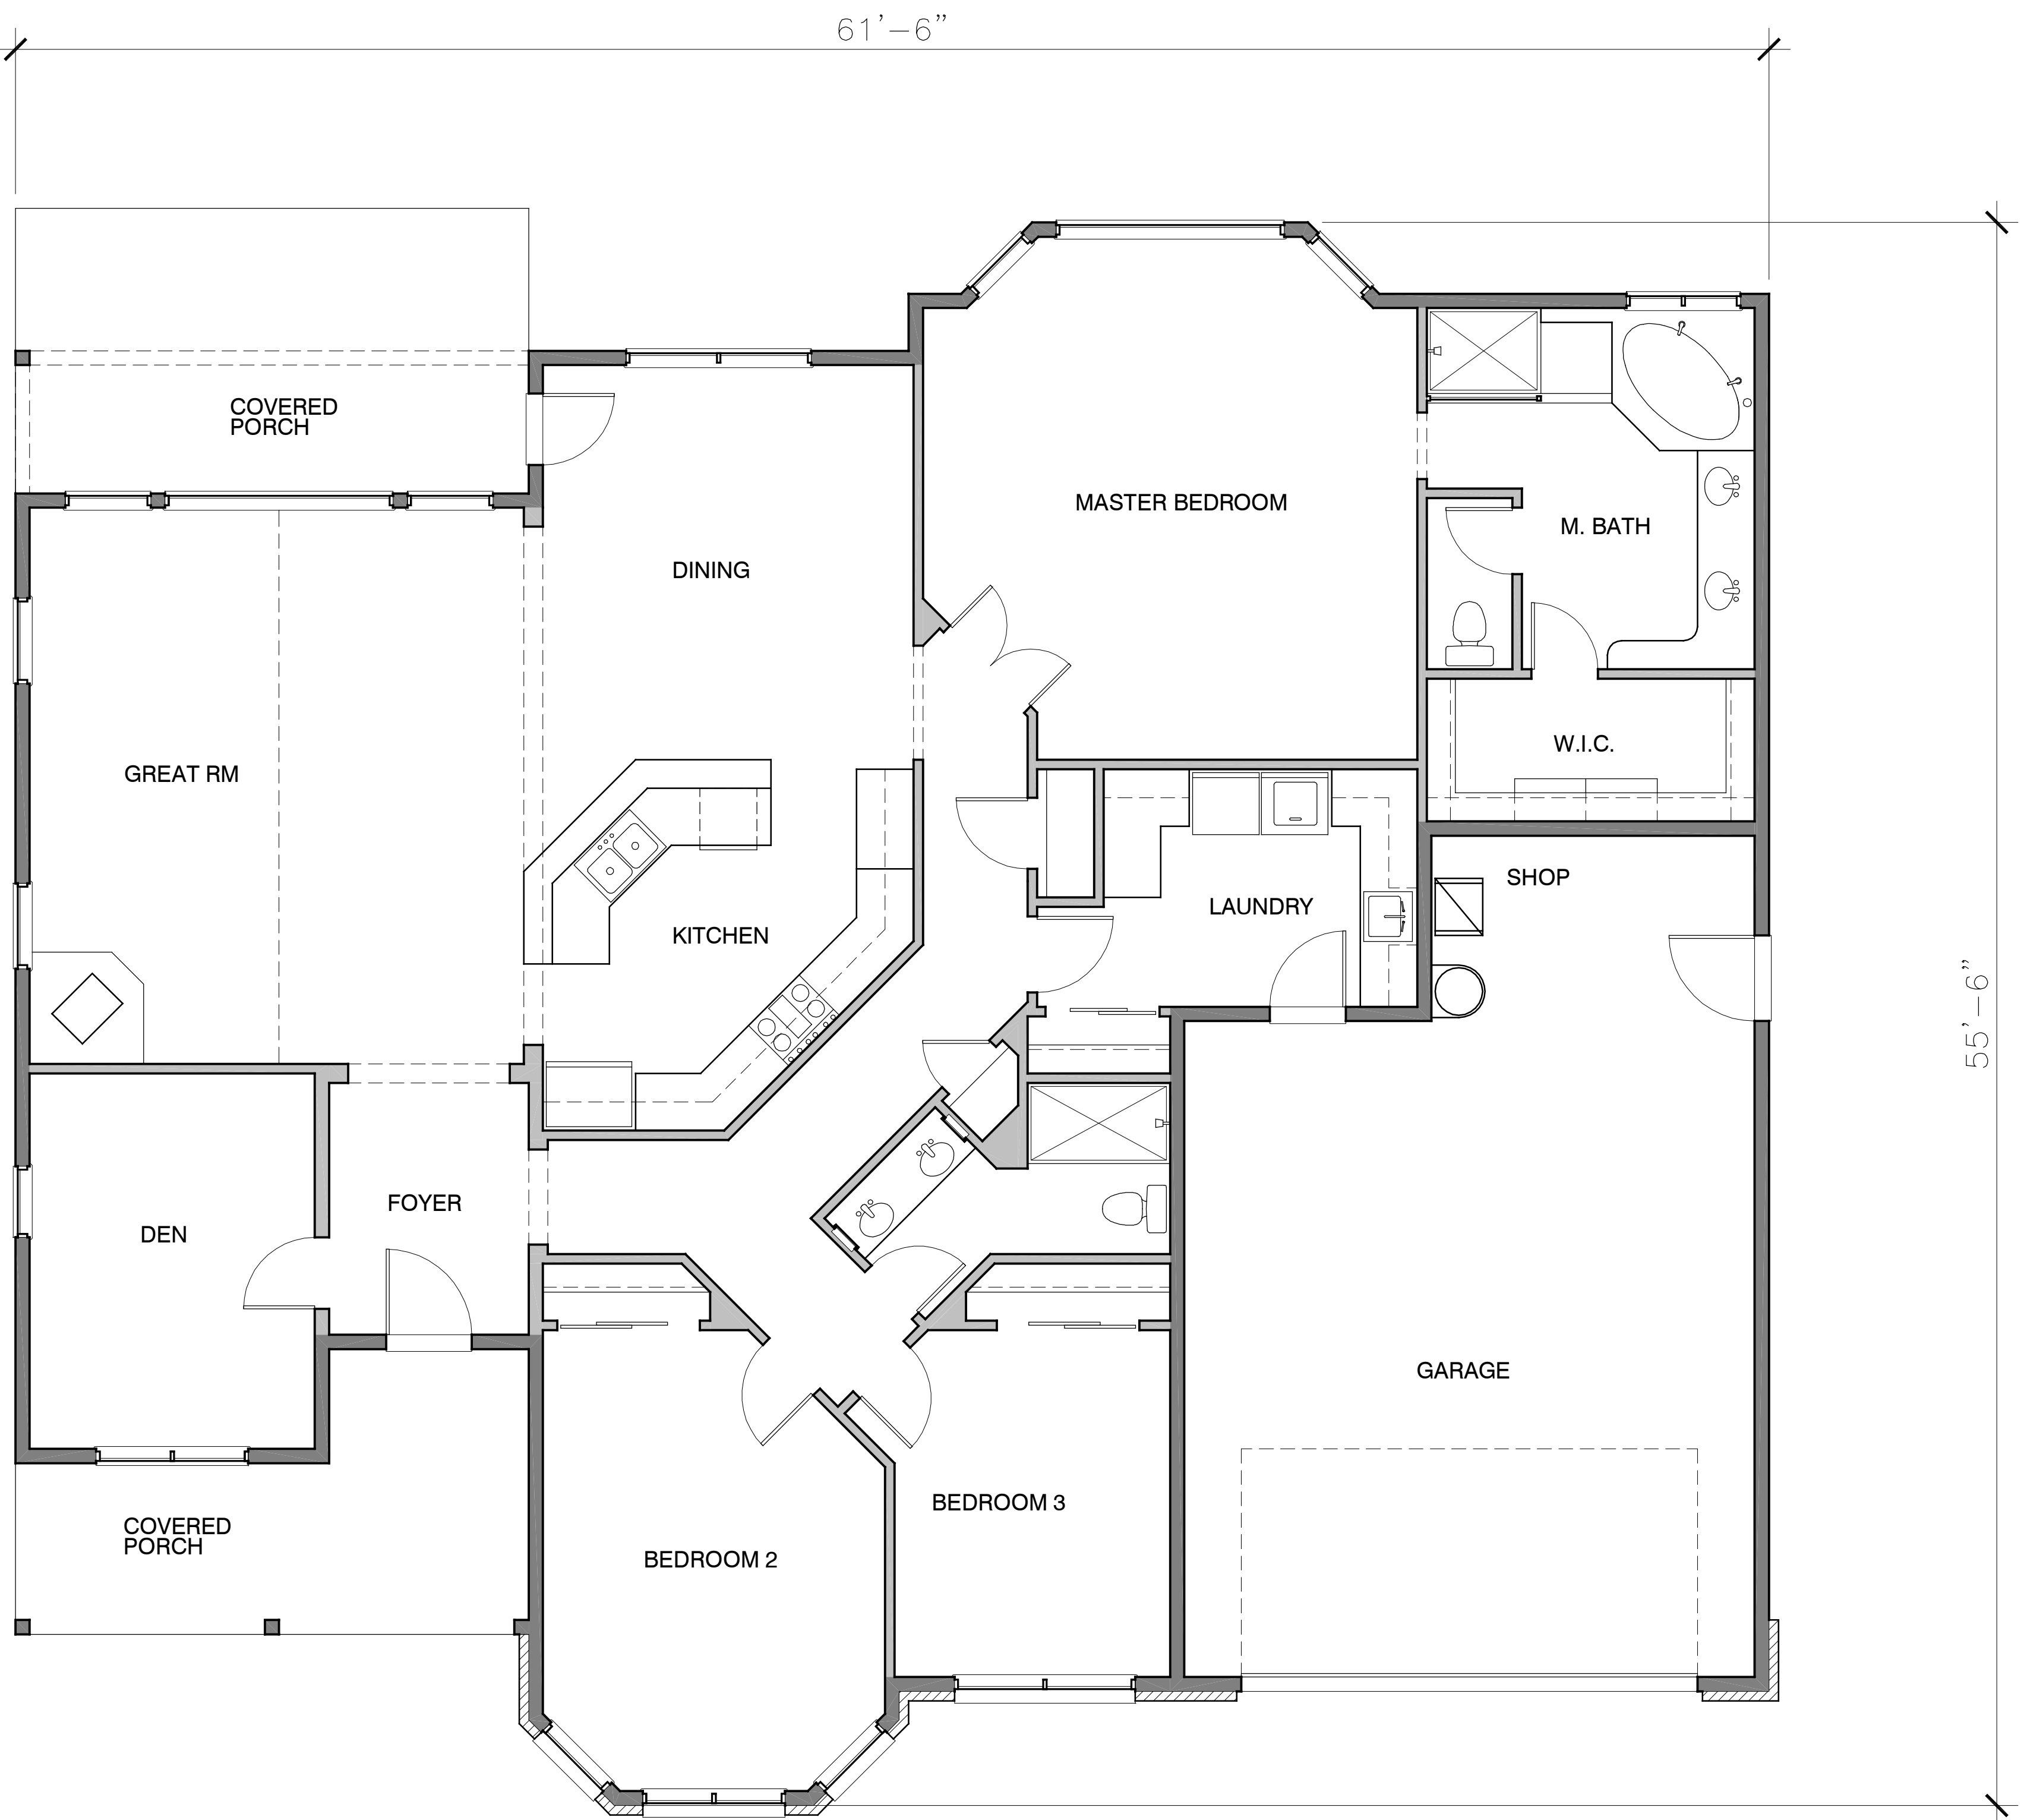 61'-6"
COVERED
PORCH
MASTER BEDROOM
M. BATH
DINING
W.I.C.
GREAT RM
SHOP
LAUNDRY
KITCHEN
55'-6"
FOYER
DEN
GARAGE
BEDROOM 3
COVERED
PORCH
BEDROOM 2